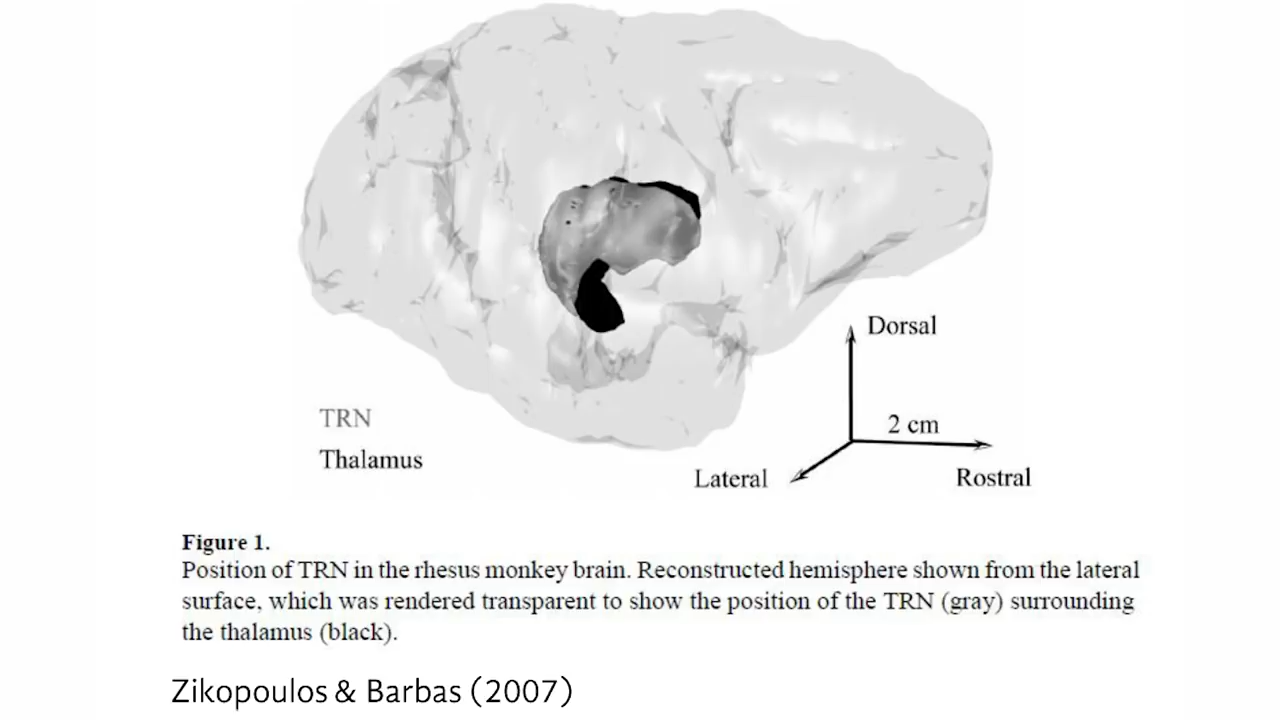 Dorsal
2 cm
TRN
Thalamus
Lateral
Rostral
Figure 1.
Position of TRN in the rhesus monkey brain. Reconstructed hemisphere shown from the lateral
surface, which was rendered transparent to show the position of the TRN (gray) surrounding
the thalamus (black).
Zikopoulos & Barbas (2007)